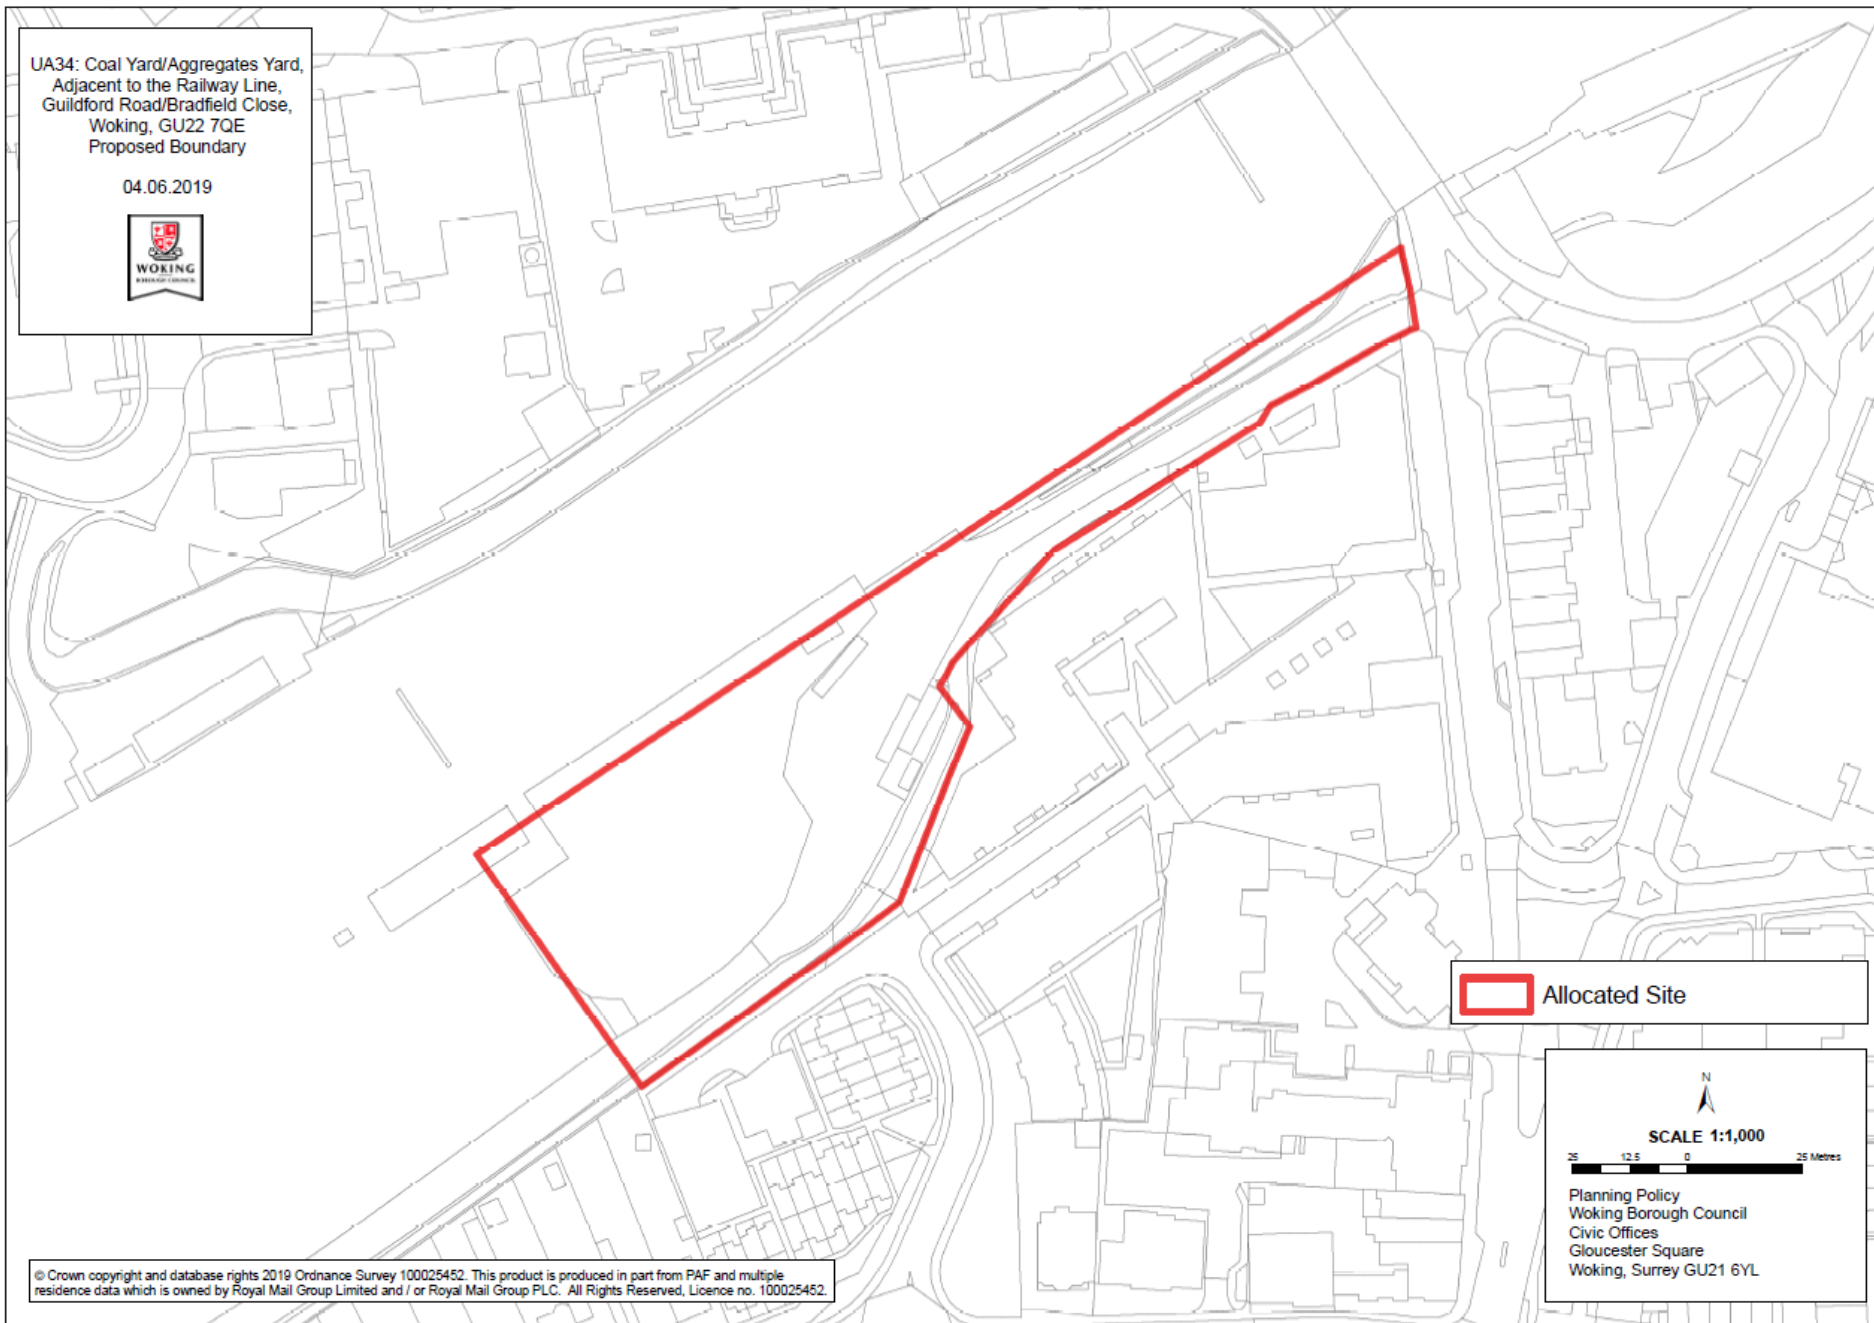 UA34: Coal Yard/Aggregates Yard,
Adjacent to the Railway Line,
Guildford Road/Bradfield Close,
Woking, GU22 7QE
Proposed Boundary
04.06.2019
WOKING
BOROUGH COUNCIL
Allocated Site
N
SCALE 1:1,000
25 12.5 0 25 Metres
Planning Policy
Woking Borough Council
Civic Offices
Gloucester Square
Woking, Surrey GU21 6YL
© Crown copyright and database rights 2019 Ordnance Survey 100025452. This product is produced in part from PAF and multiple
residence data which is owned by Royal Mail Group Limited and / or Royal Mail Group PLC. All Rights Reserved, Licence no. 100025452.